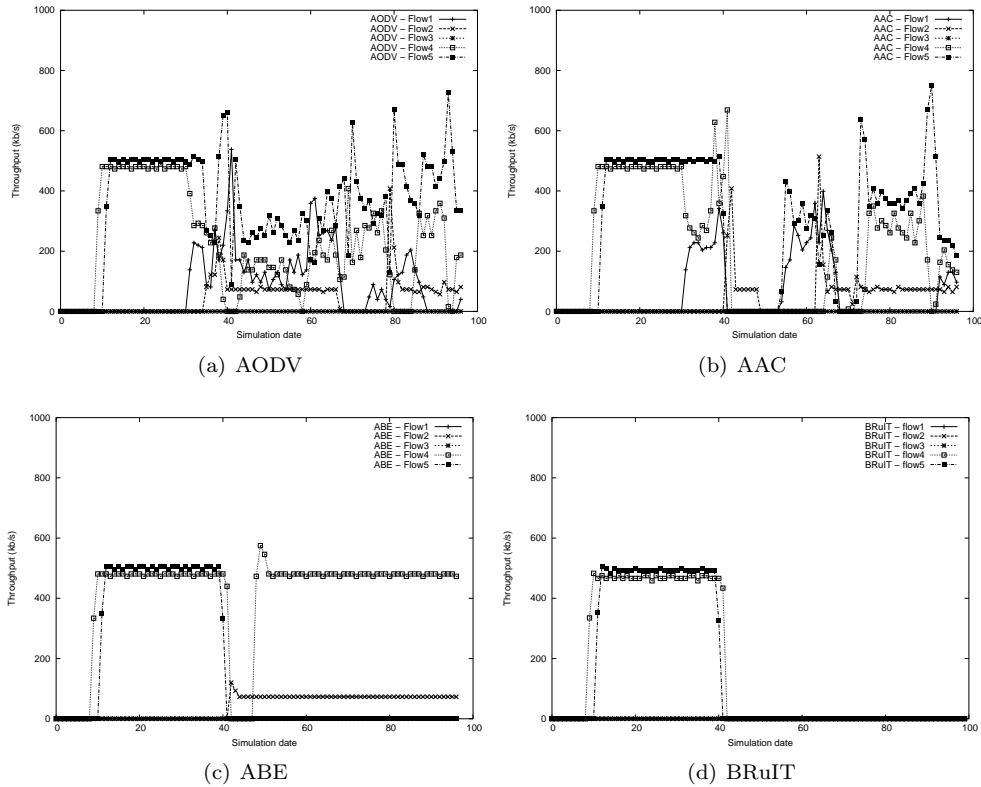 1000
AODV – Flow1
AODV – Flow2
AODV – Flow3
AODV – Flow4
AODV – Flow5
800
600
400
200
0
Throughput (kb/s)
0 20 40 60 80 100
Simulation date
(a) AODV
1000
AAC – Flow1
AAC – Flow2
AAC – Flow3
AAC – Flow4
AAC – Flow5
800
600
400
200
0
Throughput (kb/s)
0 20 40 60 80 100
Simulation date
(b) AAC
1000
ABE – Flow1
ABE – Flow2
ABE – Flow3
ABE – Flow4
ABE – Flow5
800
600
400
200
0
Throughput (kb/s)
0 20 40 60 80 100
Simulation date
(c) ABE
1000
BRuIT – flow1
BRuIT – flow2
BRuIT – flow3
BRuIT – flow4
BRuIT – flow5
800
600
400
200
0
Throughput (kb/s)
0 20 40 60 80 100
Simulation date
(d) BRuIT